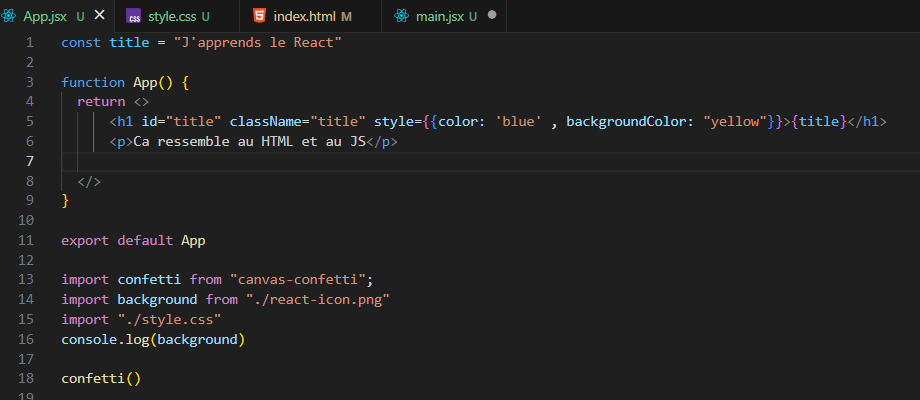 App.jsx U × style.css U index.html M main.jsx U ●
1 const title = "J'apprends le React"
2
3 function App() {
4 return <>
5 <h1 id="title" className="title" style={{color: 'blue' , backgroundColor: "yellow"}}>{title}</h1>
6 <p>Ca ressemble au HTML et au JS</p>
7
8 </>
9 }
10
11 export default App
12
13 import confetti from "canvas-confetti";
14 import background from "./react-icon.png"
15 import "./style.css"
16 console.log(background)
17
18 confetti()
19